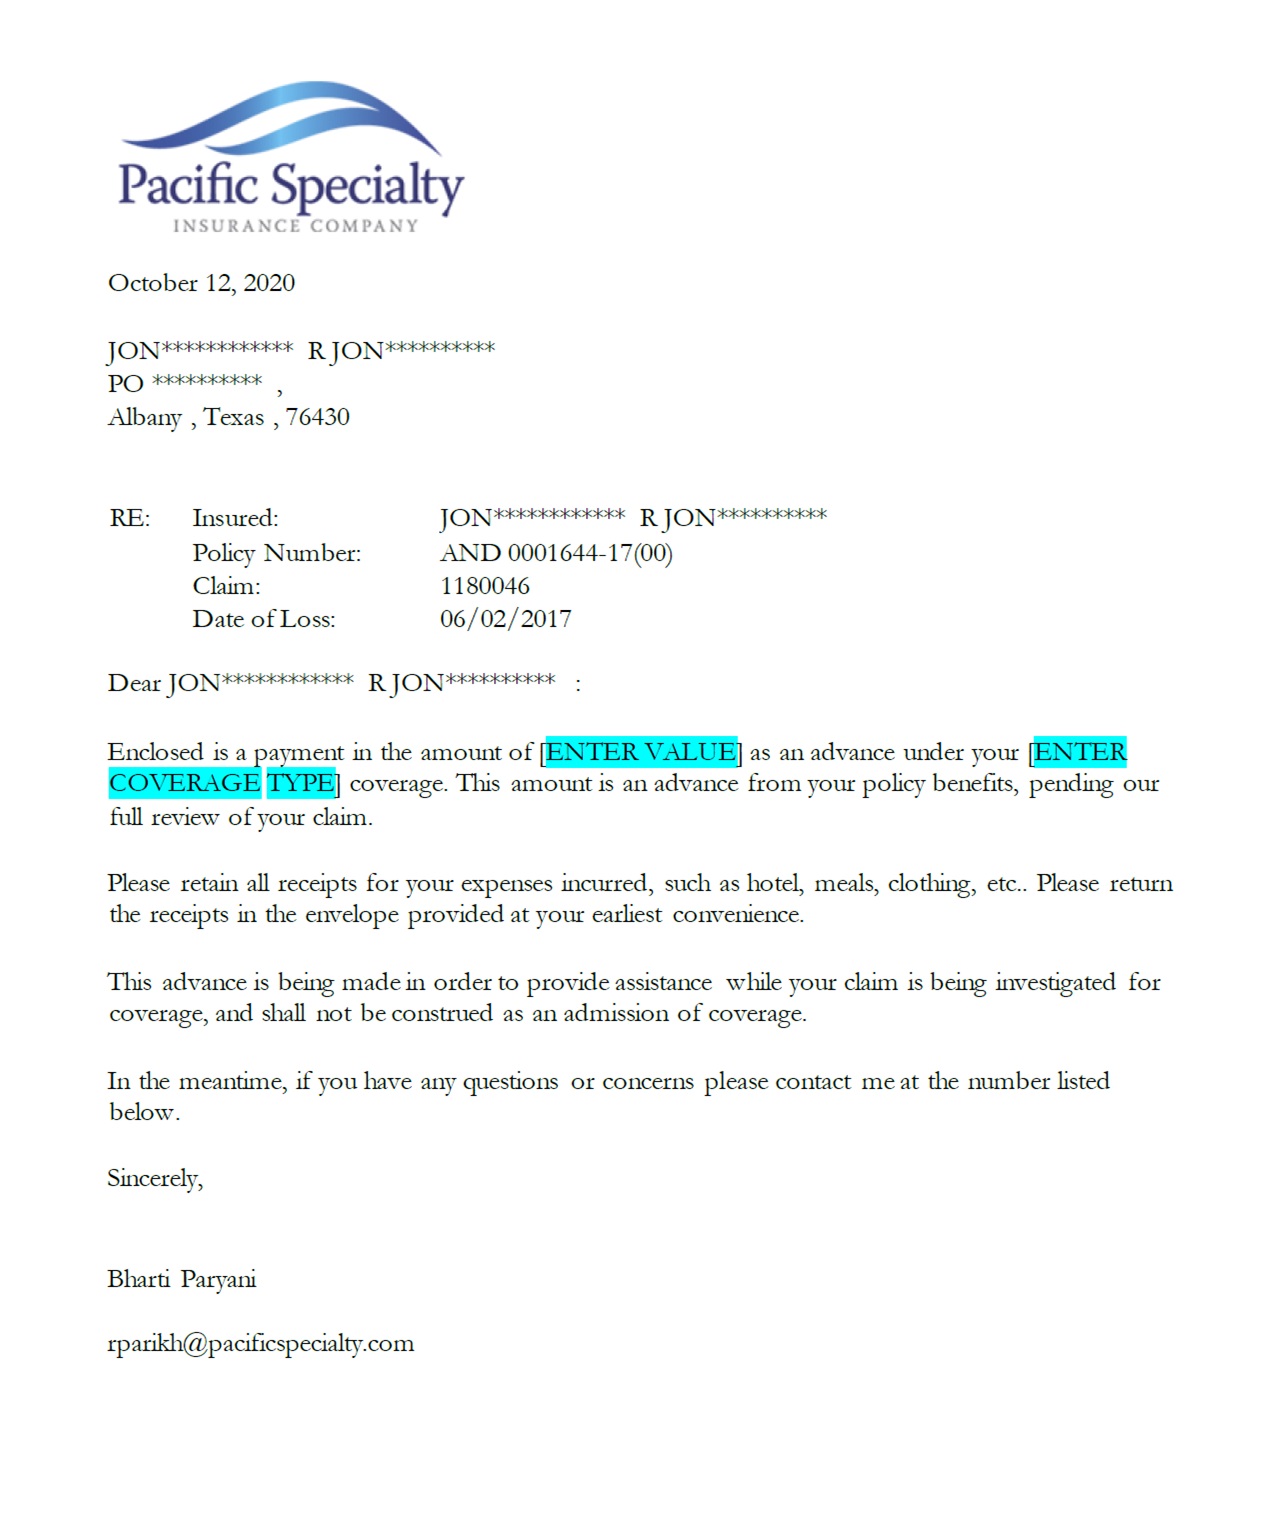 Pacific Specialty
INSURANCE COMPANY
October 12, 2020
JON************ R JON**********
PO ********** ,
Albany , Texas , 76430
RE: Insured: JON************ R JON**********
Policy Number: AND 0001644-17(00)
Claim: 1180046
Date of Loss: 06/02/2017
Dear JON************ R JON********** :
Enclosed is a payment in the amount of [ENTER VALUE] as an advance under your [ENTER
COVERAGE TYPE] coverage. This amount is an advance from your policy benefits, pending our
full review of your claim.
Please retain all receipts for your expenses incurred, such as hotel, meals, clothing, etc.. Please return
the receipts in the envelope provided at your earliest convenience.
This advance is being made in order to provide assistance while your claim is being investigated for
coverage, and shall not be construed as an admission of coverage.
In the meantime, if you have any questions or concerns please contact me at the number listed
below.
Sincerely,
Bharti Paryani
rparikh@pacificspecialty.com